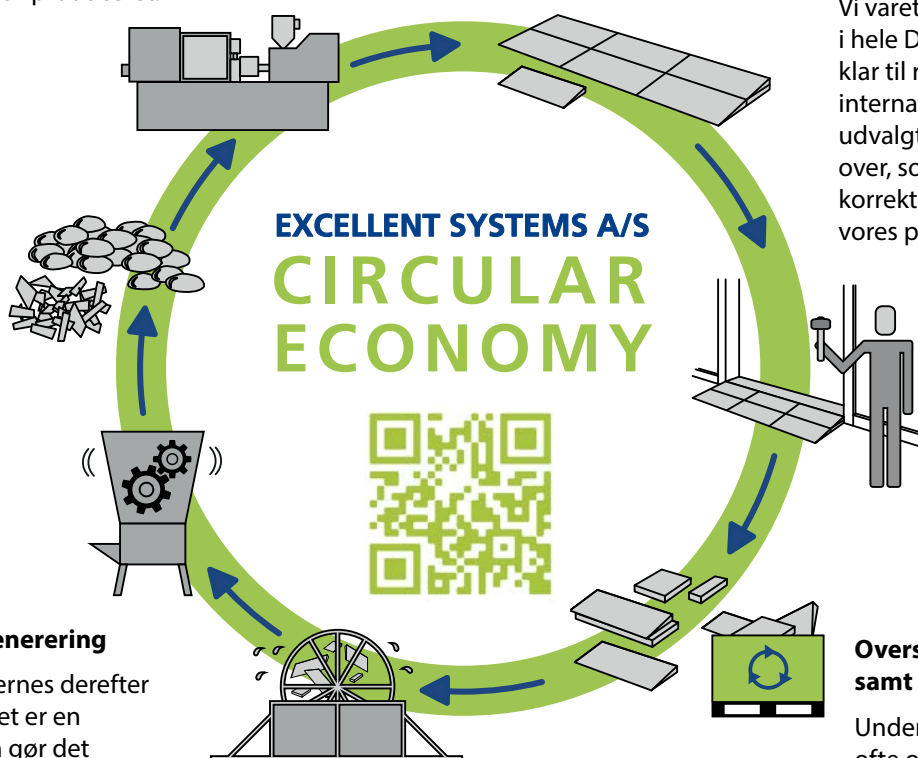 Vi varet
i hele D
klar til r
interna
udvalgt
over, so
korrekt
vores p
EXCELLENT SYSTEMS A/S
CIRCULAR
ECONOMY
enerering
ernes derefter
et er en
gør det
Overs
samt
Under